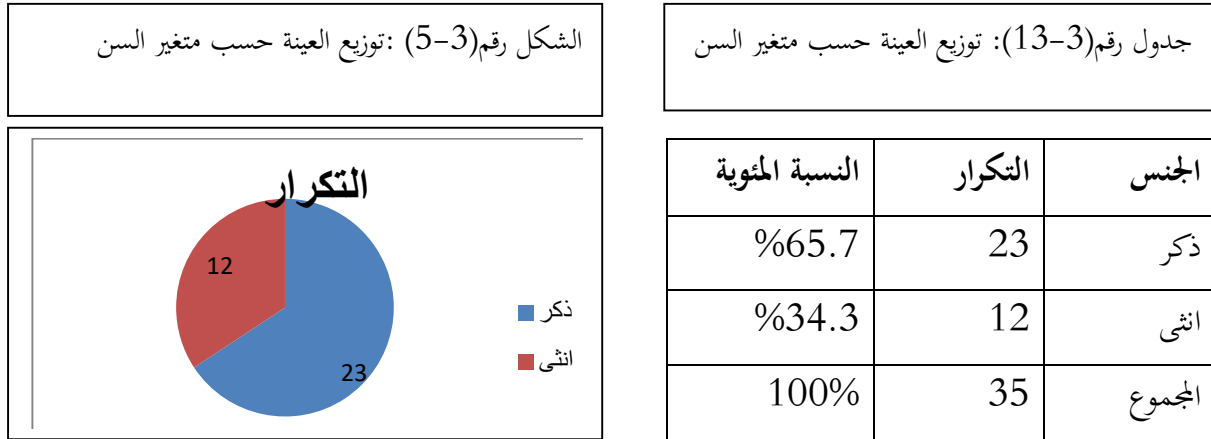 جدول رقم(3-13): توزيع العينة حسب متغير السن
الشكل رقم(3-5) :توزيع العينة حسب متغير السن
الجنس التكرار النسبة المئوية
ذكر 23 %65.7
انثى 12 %34.3
المجموع 35 100%
التكرار
12
23
ذكر
انثى